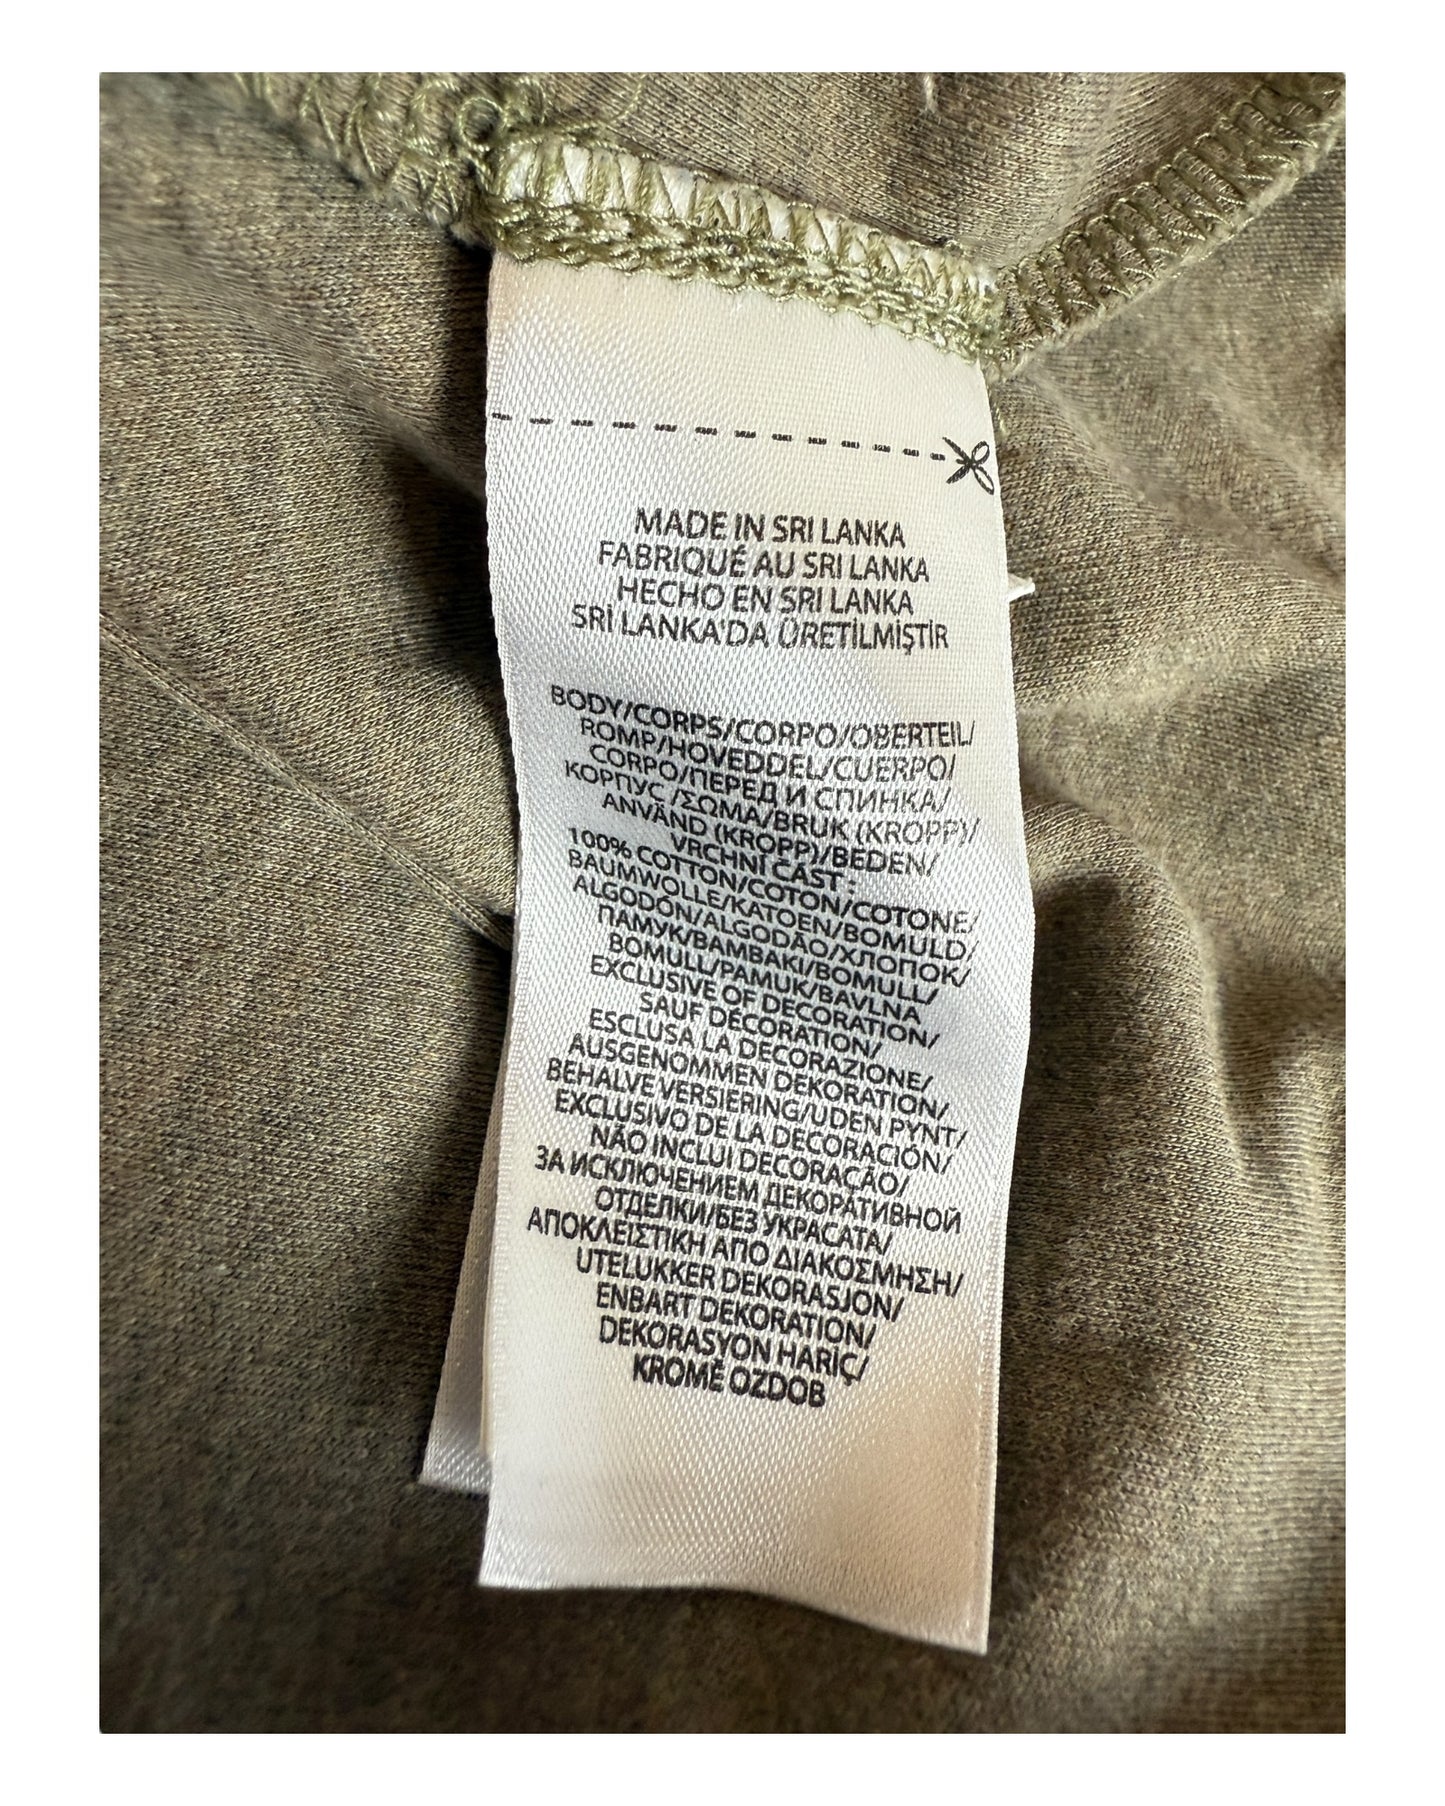 MADE IN SRI LANKA
FABRIQUÉ AU SRI LANKA
HECHO EN SRI LANKA
SRİ LANKA'DA ÜRETİLMİŞTİR
BODY/CORPS/CORPO/OBERTEIL/
ROMP/HOVEDDEL/CUERPO/
CORPO/ПЕРЕД И СПИНКА/
КОРПУС /ΣΩΜΑ/BRUK (KROPP)/
ANVÄND (KROPP)/BEDEN/
VRCHNÍ ČÁST :
100% COTTON/COTON/COTONE/
BAUMWOLLE/KATOEN/BOMULD/
ALGODÓN/ALGODÃO/ХЛОПОК/
ПАМУК/BAMBAKI/BOMULL/
BOMULL/PAMUK/BAVLNA
EXCLUSIVE OF DECORATION/
SAUF DÉCORATION/
ESCLUSA LA DECORAZIONE/
AUSGENOMMEN DEKORATION/
BEHALVE VERSIERING/UDEN PYNT/
EXCLUSIVO DE LA DECORACIÓN/
NÃO INCLUI DECORAÇÃO/
ЗА ИСКЛЮЧЕНИЕМ ДЕКОРАТИВНОЙ
ОТДЕЛКИ/БЕЗ УКРАСАТА/
ΑΠΟΚΛΕΙΣΤΙΚΗ ΑΠΟ ΔΙΑΚΟΣΜΗΣΗ/
UTELUKKER DEKORASJON/
ENBART DEKORATION/
DEKORASYON HARİÇ/
KROMĚ OZDOB